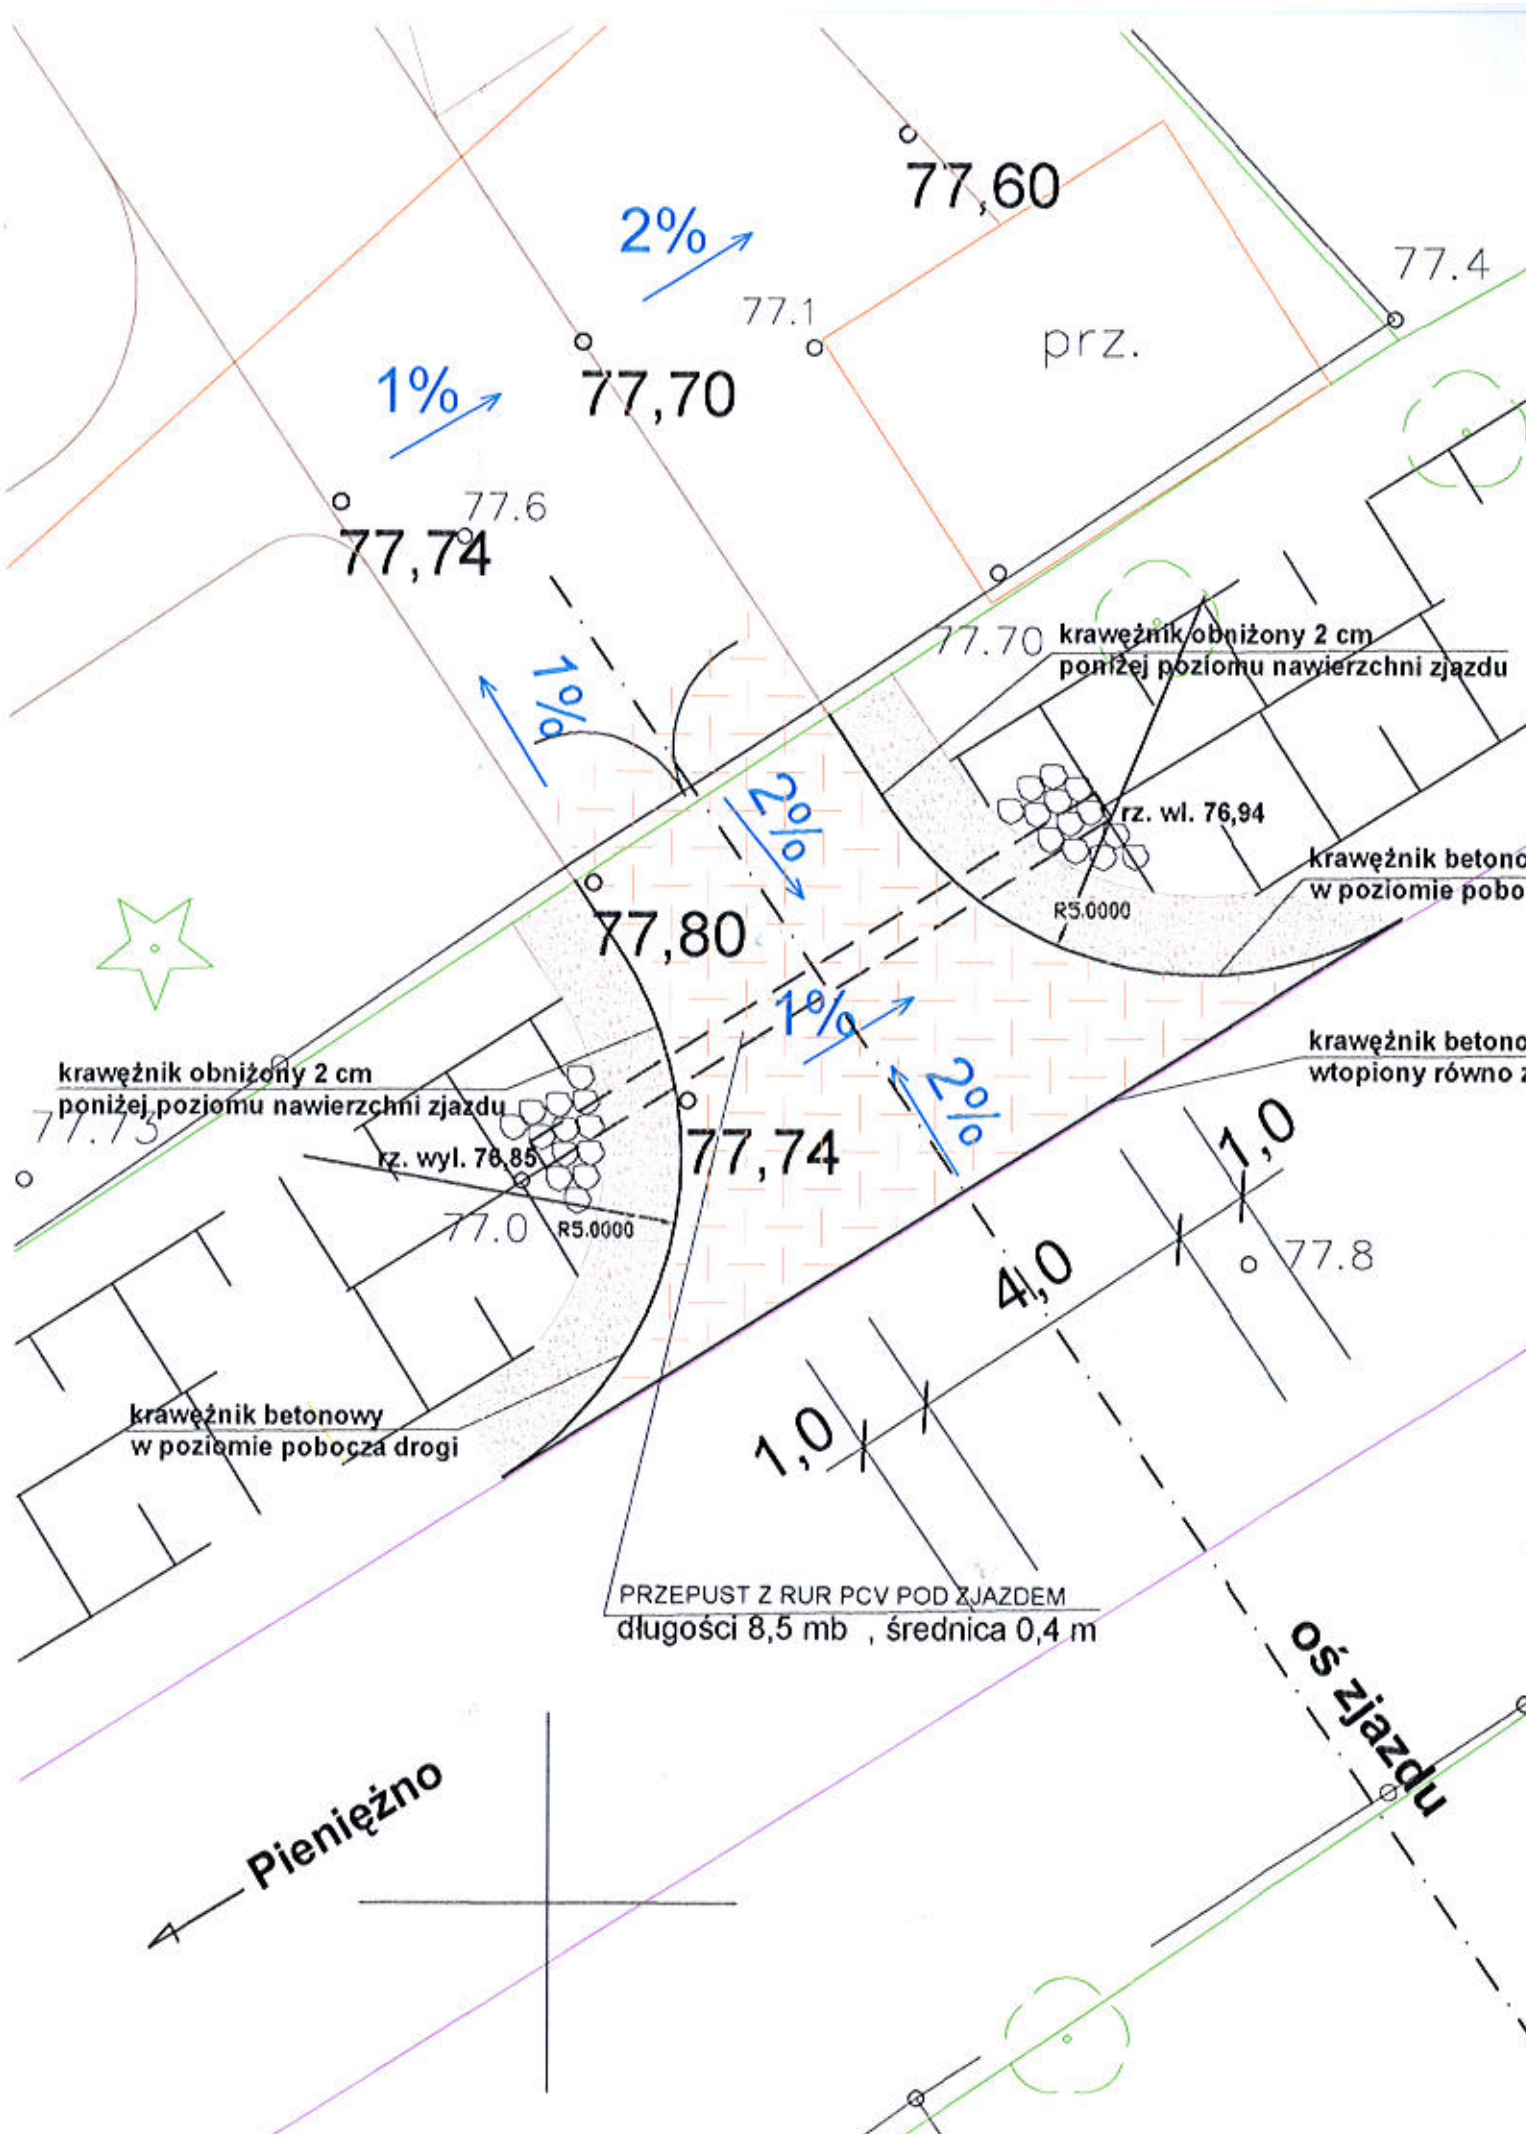 77,60
2%
77.4
77.1
prz.
1%
77,70
77.6
77,74
77.70
krawężnik obniżony 2 cm
poniżej poziomu nawierzchni zjazdu
1%
2%
rz. wl. 76,94
krawężnik betono
w poziomie pobo
R5.0000
77,80
1%
krawężnik betono
wtopiony równo z
krawężnik obniżony 2 cm
poniżej poziomu nawierzchni zjazdu
77.73
2%
rz. wyl. 76,85
77,74
1,0
77.0
R5.0000
77.8
4,0
krawężnik betonowy
w poziomie pobocza drogi
1,0
PRZEPUST Z RUR PCV POD ZJAZDEM
długości 8,5 mb , średnica 0,4 m
oś zjazdu
Pieniężno